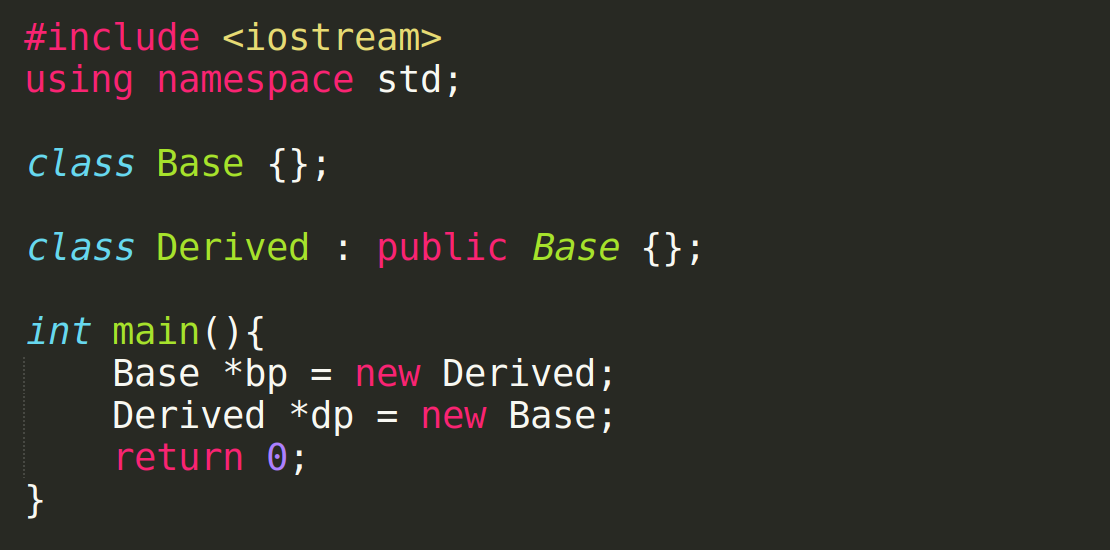 #include <iostream>
using namespace std;
class Base {};
class Derived : public Base {};
int main(){
Base *bp = new Derived;
Derived *dp = new Base;
return 0;
}